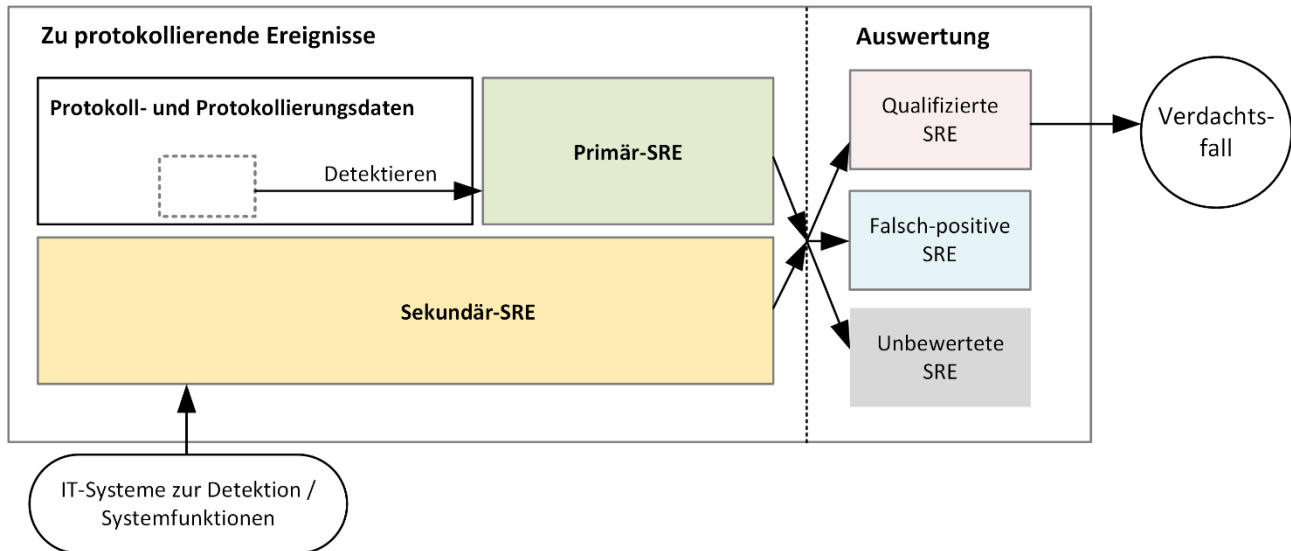 Zu protokollierende Ereignisse
Auswertung
Protokoll- und Protokollierungsdaten
Detektieren
Primär-SRE
Sekundär-SRE
Qualifizierte
SRE
Falsch-positive
SRE
Unbewertete
SRE
Verdachts-
fall
IT-Systeme zur Detektion /
Systemfunktionen